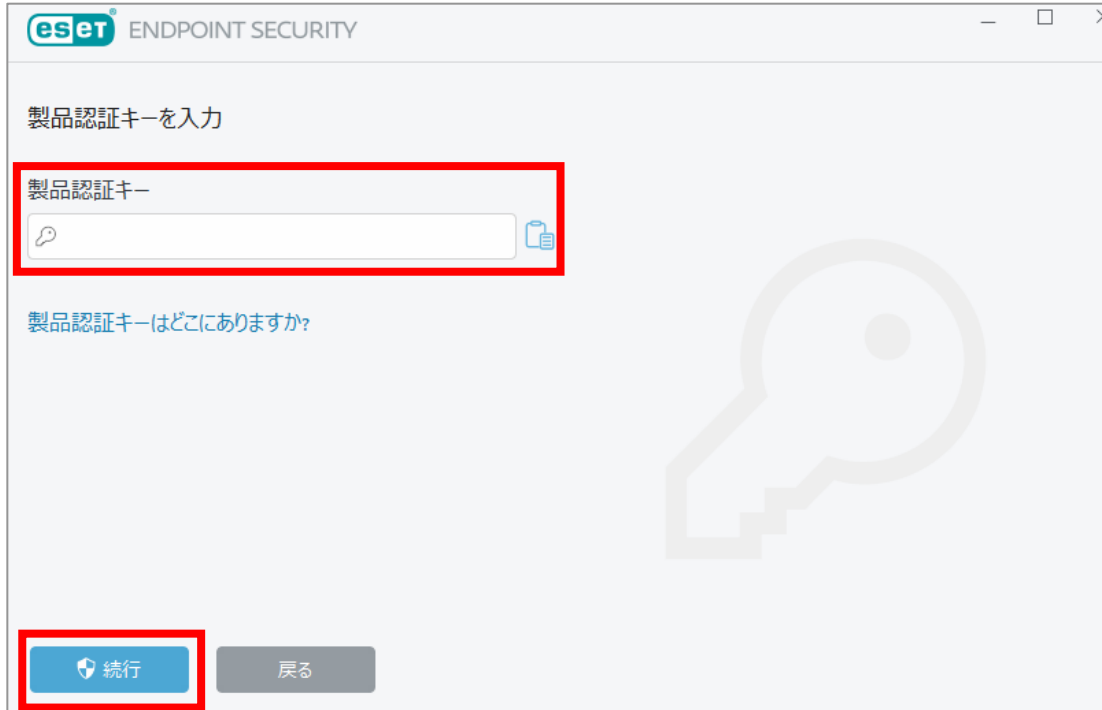 eset® ENDPOINT SECURITY
製品認証キーを入力
製品認証キー
製品認証キーはどこにありますか?
続行
戻る